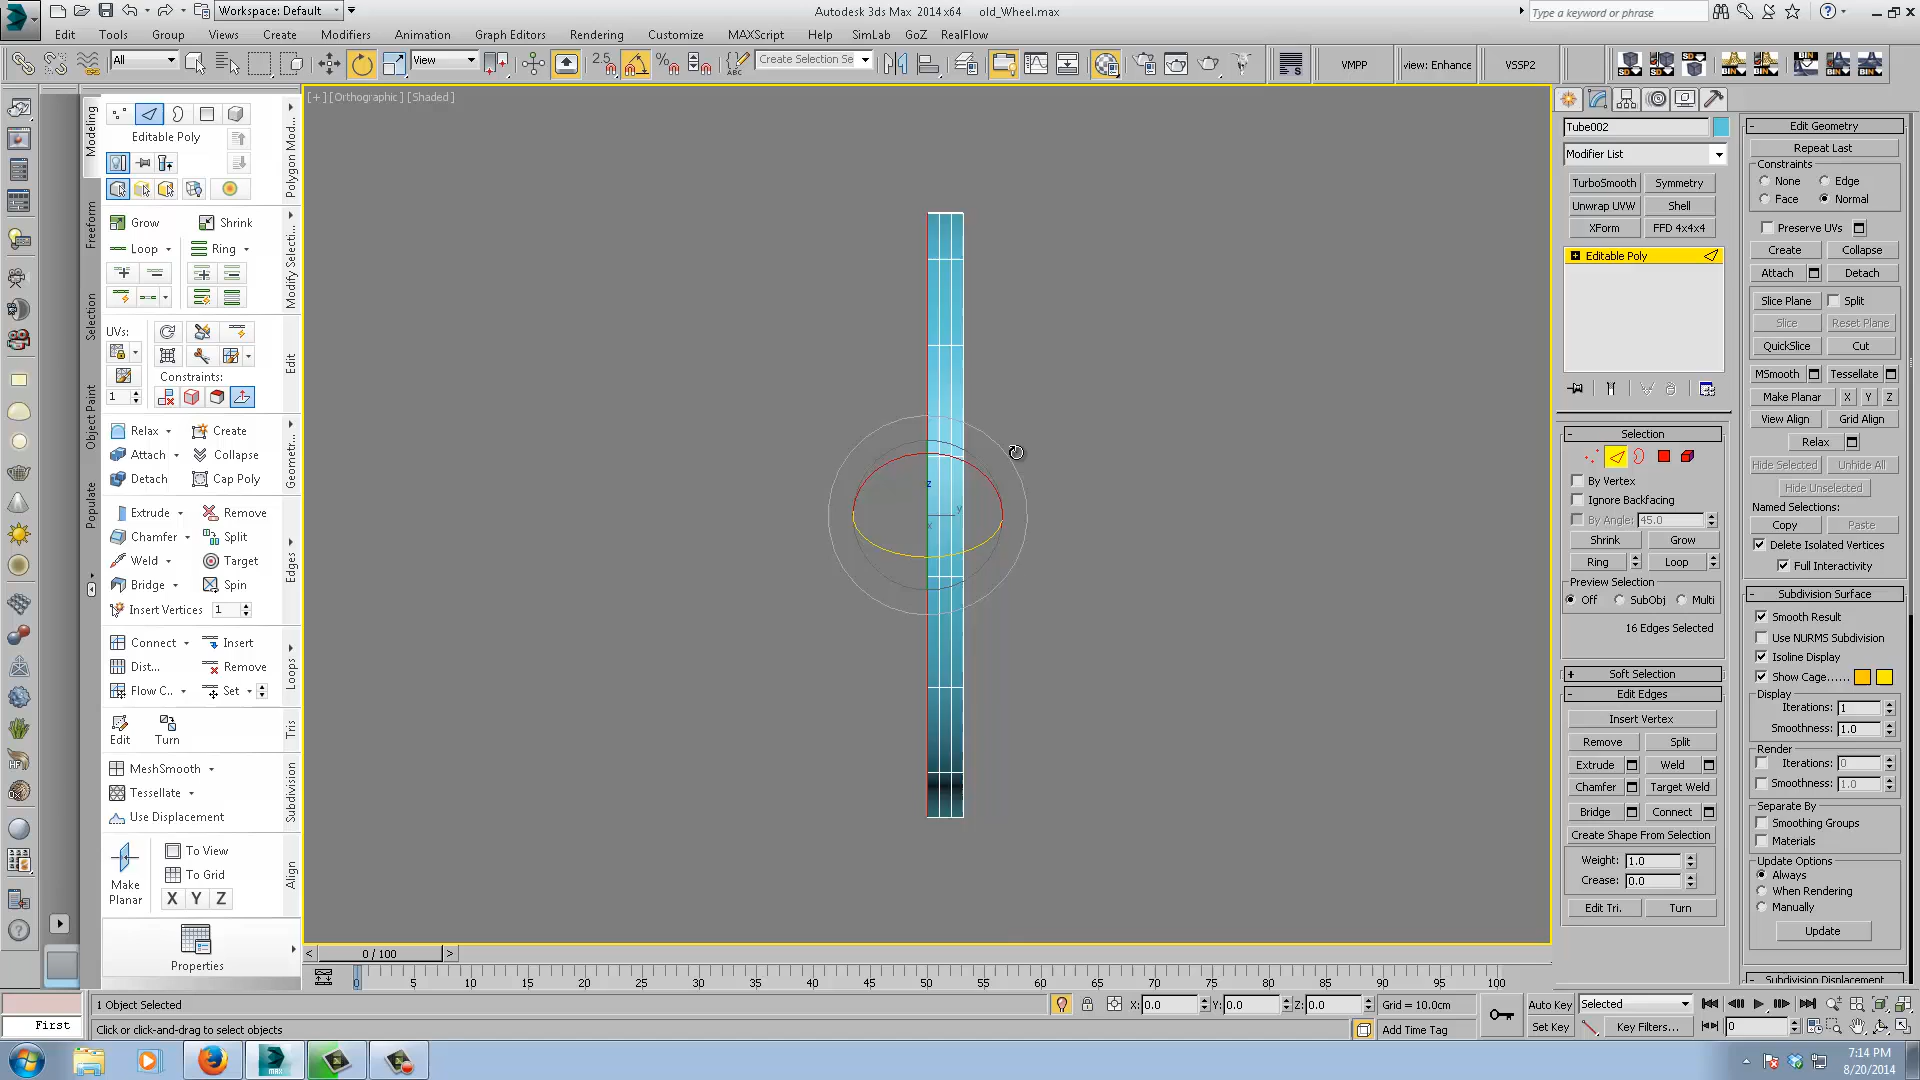 Workspace: Default
Autodesk 3ds Max 2014 x64 old_Wheel.max
Type a keyword or phrase
Edit Tools Group Views Create Modifiers Animation Graph Editors Rendering Customize MAXScript Help SimLab GoZ RealFlow
All View 2.5 Create Selection Se VMPP view: Enhance VSSP2
[+] [Orthographic] [Shaded]
Modeling
Freeform
Selection
Object Paint
Populate
Editable Poly
Polygon Mod...
Grow Shrink
Loop Ring
Modify Selecti...
UVs:
Constraints:
1
Edit
Relax Create
Attach Collapse
Detach Cap Poly
Geometr...
Extrude Remove
Chamfer Split
Weld Target
Bridge Spin
Insert Vertices 1
Edges
Connect Insert
Dist... Remove
Flow C... Set
Loops
Edit Turn
Tris
MeshSmooth
Tessellate
Use Displacement
Subdivision
Make Planar
To View
To Grid
X Y Z
Align
Properties
z
y
x
Tube002
Modifier List
TurboSmooth Symmetry
Unwrap UVW Shell
XForm FFD 4x4x4
Editable Poly
Selection
By Vertex
Ignore Backfacing
By Angle: 45.0
Shrink Grow
Ring Loop
Preview Selection
Off SubObj Multi
16 Edges Selected
Soft Selection
Edit Edges
Insert Vertex
Remove Split
Extrude Weld
Chamfer Target Weld
Bridge Connect
Create Shape From Selection
Weight: 1.0
Crease: 0.0
Edit Tri. Turn
Edit Geometry
Repeat Last
Constraints
None Edge
Face Normal
Preserve UVs
Create Collapse
Attach Detach
Slice Plane Split
Slice Reset Plane
QuickSlice Cut
MSmooth Tessellate
Make Planar X Y Z
View Align Grid Align
Relax
Hide Selected Unhide All
Hide Unselected
Named Selections:
Copy Paste
Delete Isolated Vertices
Full Interactivity
Subdivision Surface
Smooth Result
Use NURMS Subdivision
Isoline Display
Show Cage......
Display
Iterations: 1
Smoothness: 1.0
Render
Iterations: 0
Smoothness: 1.0
Separate By
Smoothing Groups
Materials
Update Options
Always
When Rendering
Manually
Update
Subdivision Displacement
0 / 100
0 5 10 15 20 25 30 35 40 45 50 55 60 65 70 75 80 85 90 95 100
1 Object Selected X: 0.0 Y: 0.0 Z: 0.0 Grid = 10.0cm Auto Key Selected
First Click or click-and-drag to select objects Add Time Tag Set Key Key Filters... 0
7:14 PM
8/20/2014